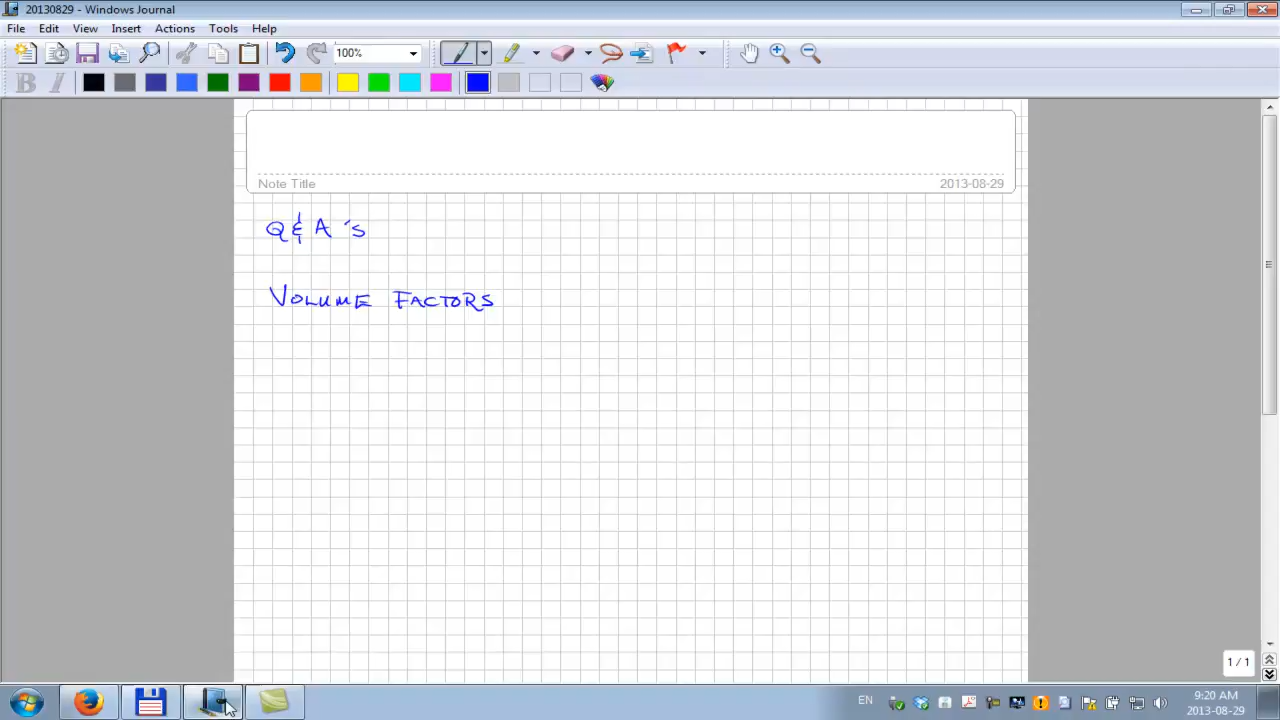 20130829 - Windows Journal
File Edit View Insert Actions Tools Help
100%
B I
Note Title 2013-08-29
Q & A 's
VOLUME FACTORS
1 / 1
EN 9:20 AM
2013-08-29